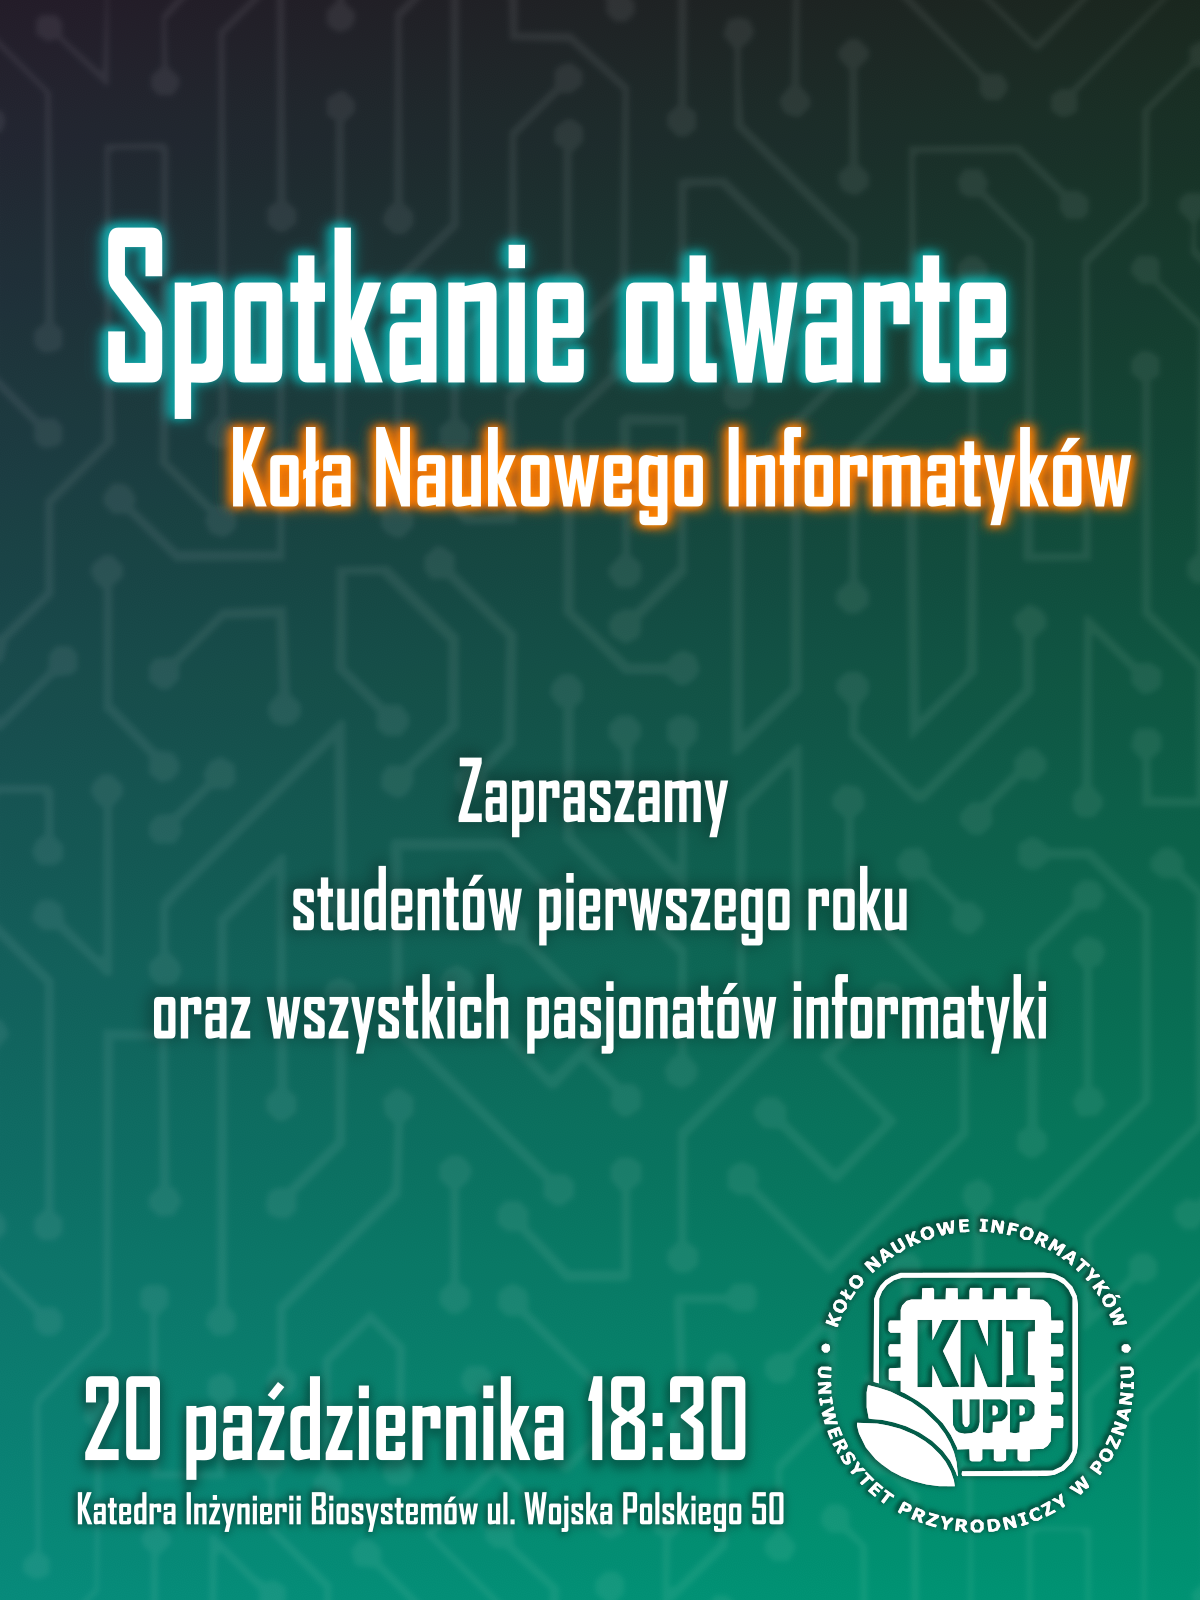 Spotkanie otwarte
Koła Naukowego Informatyków
Zapraszamy
studentów pierwszego roku
oraz wszystkich pasjonatów informatyki
20 października 18:30
Katedra Inżynierii Biosystemów ul. Wojska Polskiego 50
KOŁO NAUKOWE INFORMATYKÓW
KNI
UPP
• UNIWERSYTET PRZYRODNICZY W POZNANIU •